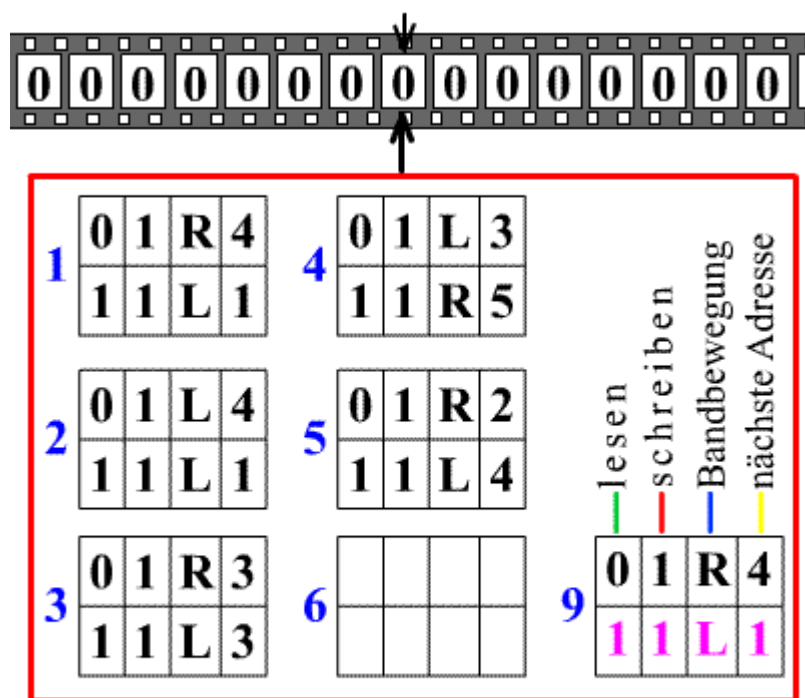 0 0 0 0 0 0 0 0 0 0 0 0 0 0 0
1
0 1 R 4
1 1 L 1
4
0 1 L 3
1 1 R 5
2
0 1 L 4
1 1 L 1
5
0 1 R 2
1 1 L 4
3
0 1 R 3
1 1 L 3
6
lesen
schreiben
Bandbewegung
nächste Adresse
9
0 1 R 4
1 1 L 1